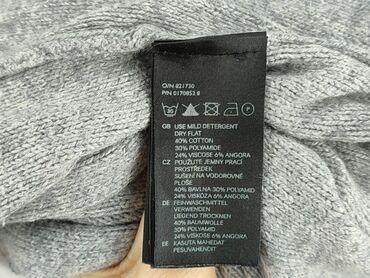 O/N 821730
P/N 0170852 8
30
GB USE MILD DETERGENT
DRY FLAT
40% COTTON
30% POLYAMIDE
24% VISCOSE 6% ANGORA
CZ POUŽIJTE JEMNÝ PRACÍ
PROSTŘEDEK
SUŠENÍ NA VODOROVNÉ
PLOŠE
40% BAVLNA 30% POLYAMID
24% VISKÓZA 6% ANGORA
DE FEINWASCHMITTEL
VERWENDEN
LIEGEND TROCKNEN
40% BAUMWOLLE
30% POLYAMID
24% VISKOSE 6% ANGORA
EE KASUTA MAHEDAT
PESUVAHENDIT